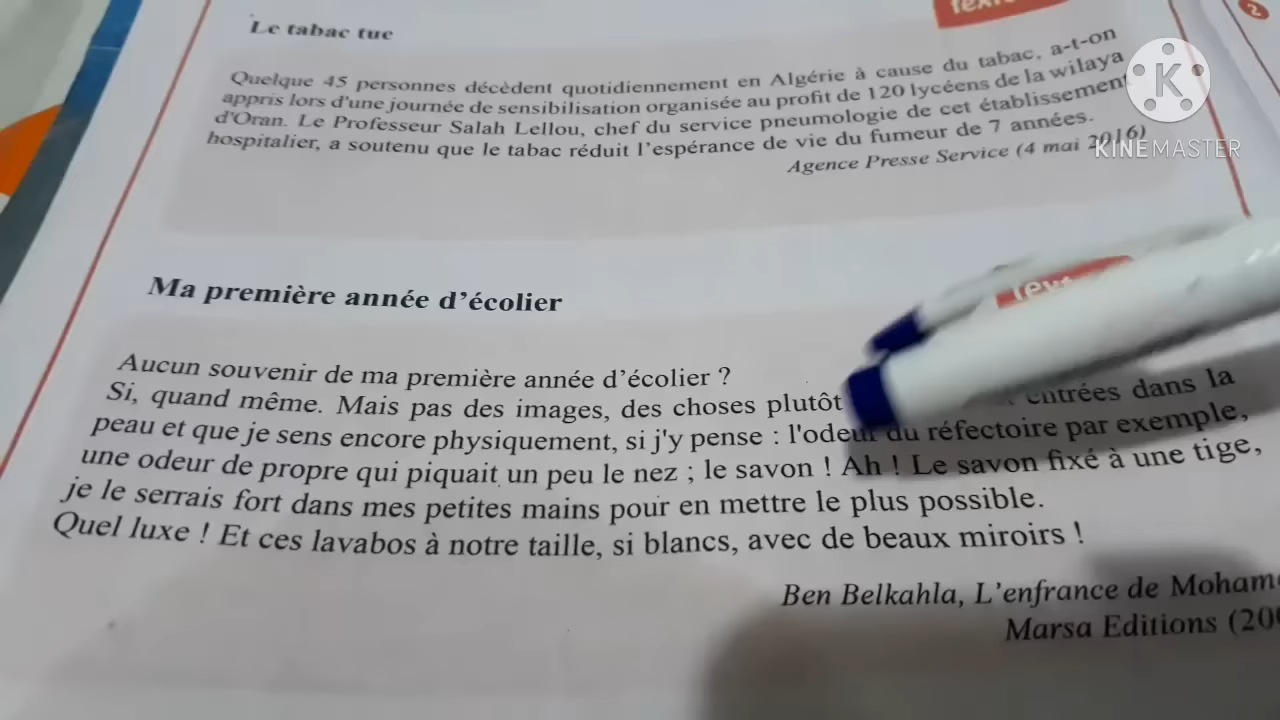 Le tabac tue
Quelque 45 personnes décèdent quotidiennement en Algérie à cause du tabac, a-t-on
appris lors d'une journée de sensibilisation organisée au profit de 120 lycéens de la wilaya
d'Oran. Le Professeur Salah Lellou, chef du service pneumologie de cet établissement
hospitalier, a soutenu que le tabac réduit l'espérance de vie du fumeur de 7 années.
Agence Presse Service (4 mai 2016)
2
KINEMASTER
Ma première année d'écolier
Aucun souvenir de ma première année d'écolier ?
Si, quand même. Mais pas des images, des choses plutôt entrées dans la
peau et que je sens encore physiquement, si j'y pense : l'odeur du réfectoire par exemple,
une odeur de propre qui piquait un peu le nez ; le savon ! Ah ! Le savon fixé à une tige,
je le serrais fort dans mes petites mains pour en mettre le plus possible.
Quel luxe ! Et ces lavabos à notre taille, si blancs, avec de beaux miroirs !
Ben Belkahla, L'enfrance de
Marsa Editions